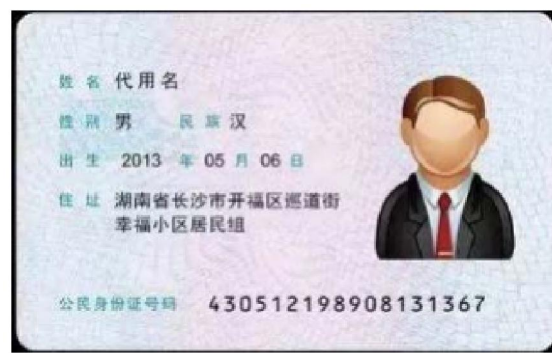 姓名 代用名
性别 男 民族 汉
出生 2013 年 05 月 06 日
住址 湖南省长沙市开福区巡道街
幸福小区居民组
公民身份证号码 430512198908131367